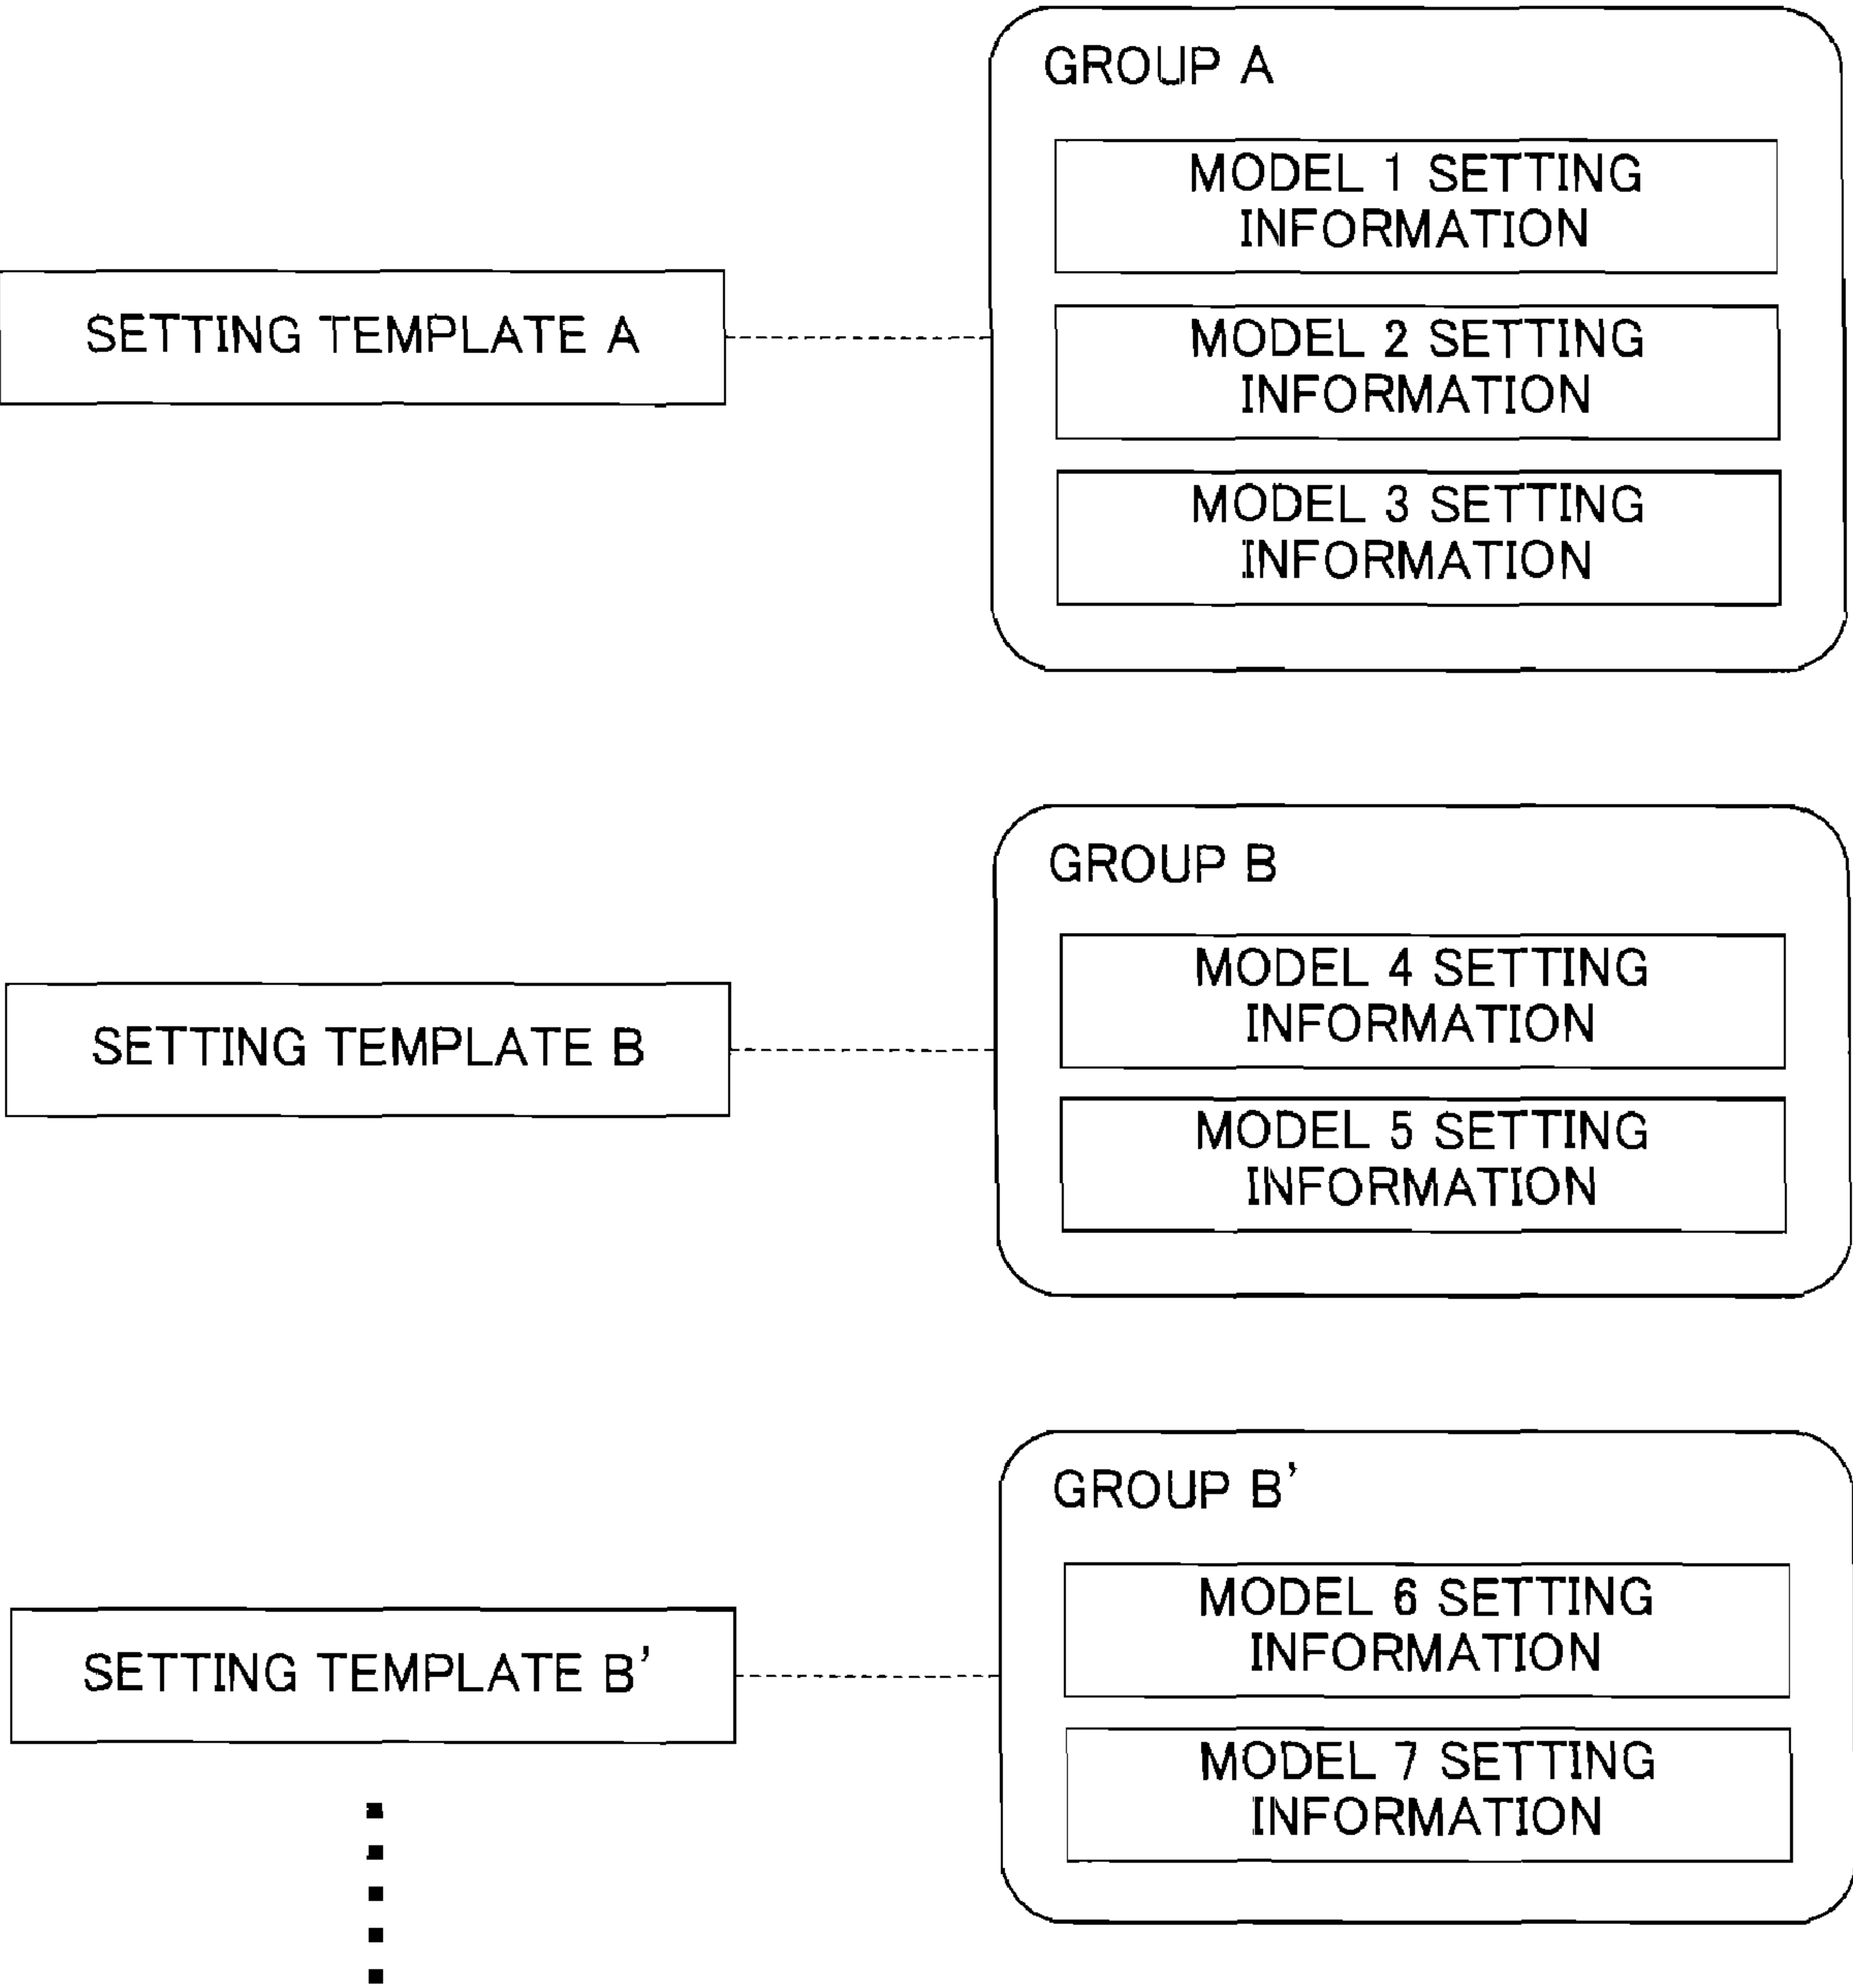 GROUP A
MODEL 1 SETTING
INFORMATION
SETTING TEMPLATE A
MODEL 2 SETTING
INFORMATION
MODEL 3 SETTING
INFORMATION
GROUP B
MODEL 4 SETTING
INFORMATION
SETTING TEMPLATE B
MODEL 5 SETTING
INFORMATION
GROUP B'
MODEL 6 SETTING
INFORMATION
SETTING TEMPLATE B'
MODEL 7 SETTING
INFORMATION